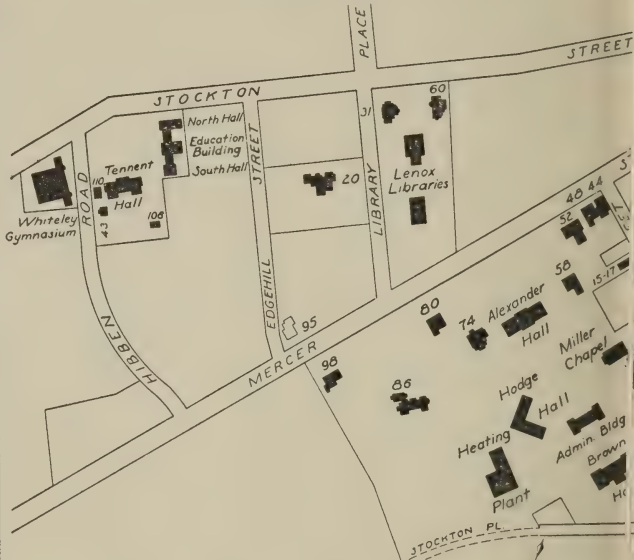 PLACE
STREET
STOCKTON
60
31
North Hall
Education
Building
South Hall
STREET
Tennent
Hall
110
43
108
ROAD
Whiteley
Gymnasium
20
LIBRARY
Lenox
Libraries
48 44
52
58
15-17
EDGEHILL
95
80
74
Alexander
Hall
Miller
Chapel
HIBBEN
MERCER
98
86
Hodge
Hall
Admin. Bldg
Brown
Heating
Plant
STOCKTON PL.